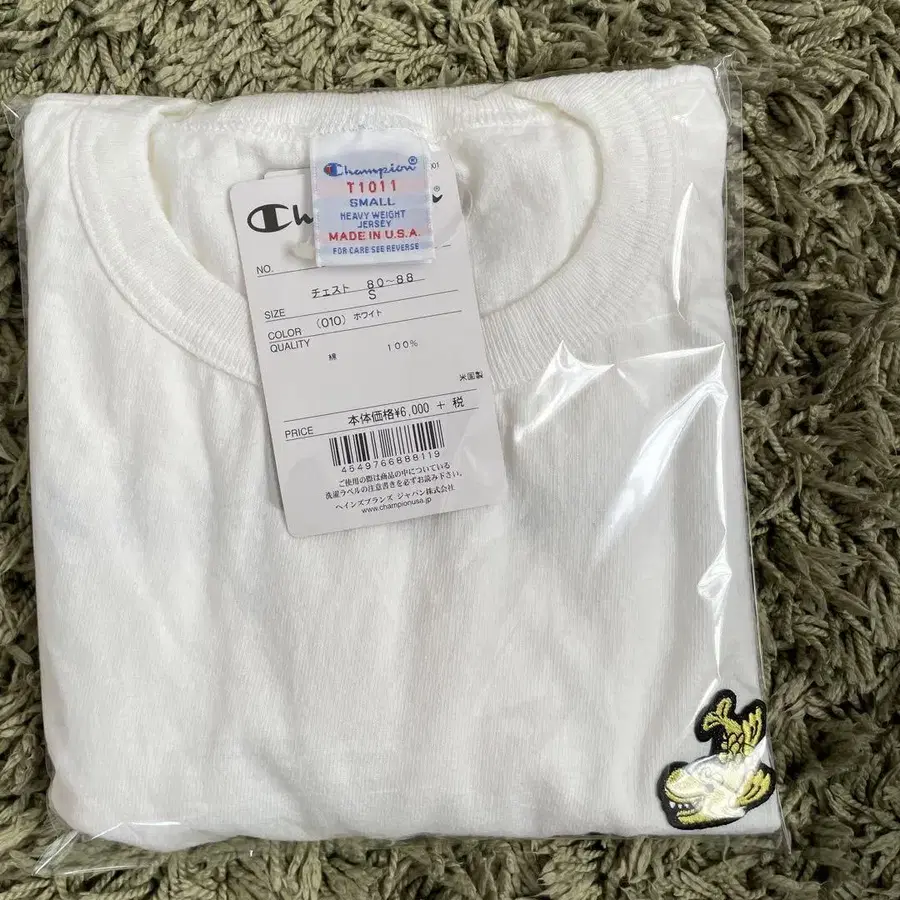 Champion®
T1011
SMALL
HEAVY WEIGHT
JERSEY
MADE IN U.S.A.
FOR CARE SEE REVERSE
®
NO.
チェスト 80~88
SIZE S
COLOR (010) ホワイト
QUALITY
綿 100%
米国製
PRICE 本体価格¥6,000 + 税
4549766888119
ご使用の際は商品の中についている
洗濯ラベルの注意書きを必ずお読み下さい。
ヘインズブランズ ジャパン株式会社
www.championusa.jp